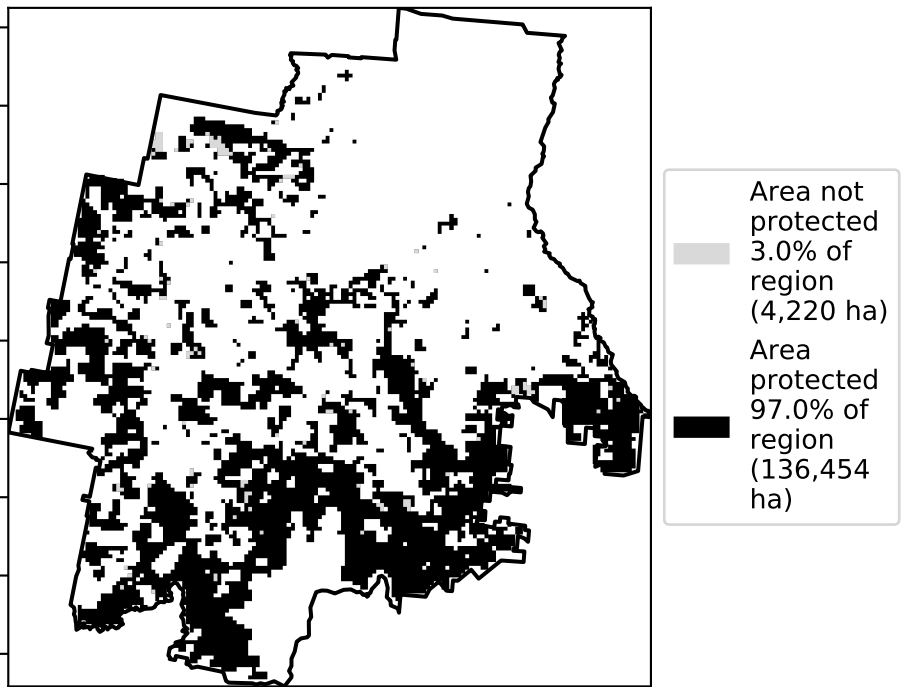 Area not
protected
3.0% of
region
(4,220 ha)
Area
protected
97.0% of
region
(136,454
ha)